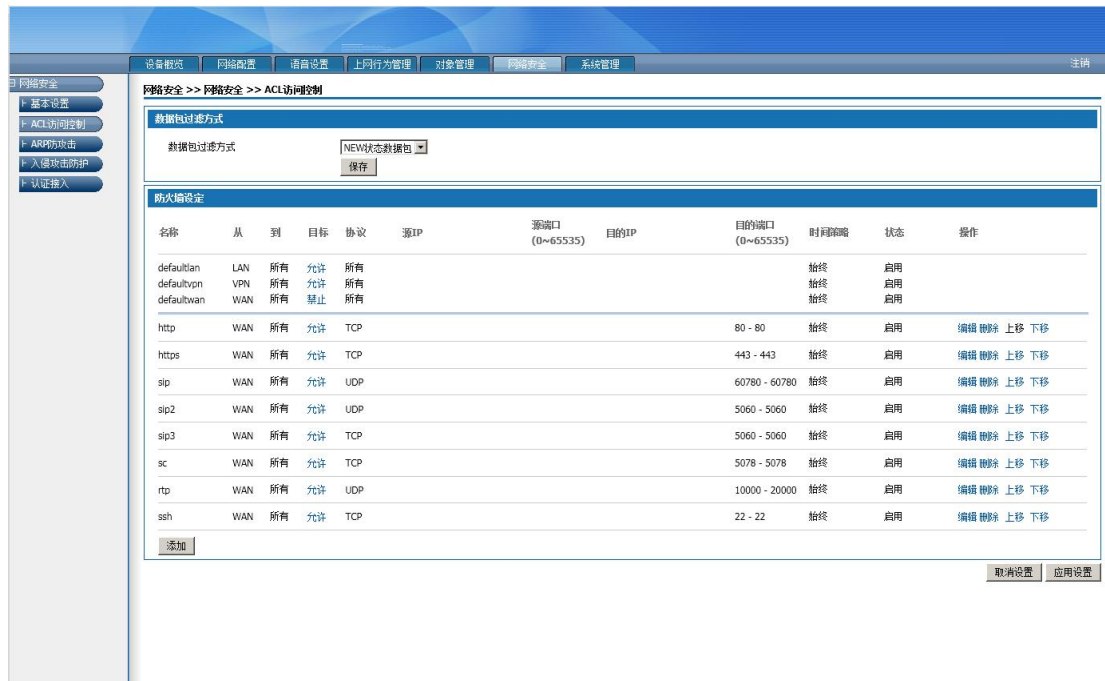 设备概览 网络配置 语音设置 上网行为管理 对象管理 网络安全 系统管理 注销
网络安全
基本设置
ACL访问控制
ARP防攻击
入侵攻击防护
认证接入
网络安全 >> 网络安全 >> ACL访问控制
数据包过滤方式
数据包过滤方式 NEW状态数据包
保存
防火墙设定
名称 从 到 目标 协议 源IP 源端口 (0~65535) 目的IP 目的端口 (0~65535) 时间策略 状态 操作
defaultlan LAN 所有 允许 所有 始终 启用
defaultvpn VPN 所有 允许 所有 始终 启用
defaultwan WAN 所有 禁止 所有 始终 启用
http WAN 所有 允许 TCP 80 - 80 始终 启用 编辑 删除 上移 下移
https WAN 所有 允许 TCP 443 - 443 始终 启用 编辑 删除 上移 下移
sip WAN 所有 允许 UDP 60780 - 60780 始终 启用 编辑 删除 上移 下移
sip2 WAN 所有 允许 UDP 5060 - 5060 始终 启用 编辑 删除 上移 下移
sip3 WAN 所有 允许 TCP 5060 - 5060 始终 启用 编辑 删除 上移 下移
sc WAN 所有 允许 TCP 5078 - 5078 始终 启用 编辑 删除 上移 下移
rtp WAN 所有 允许 UDP 10000 - 20000 始终 启用 编辑 删除 上移 下移
ssh WAN 所有 允许 TCP 22 - 22 始终 启用 编辑 删除 上移 下移
添加
取消设置 应用设置